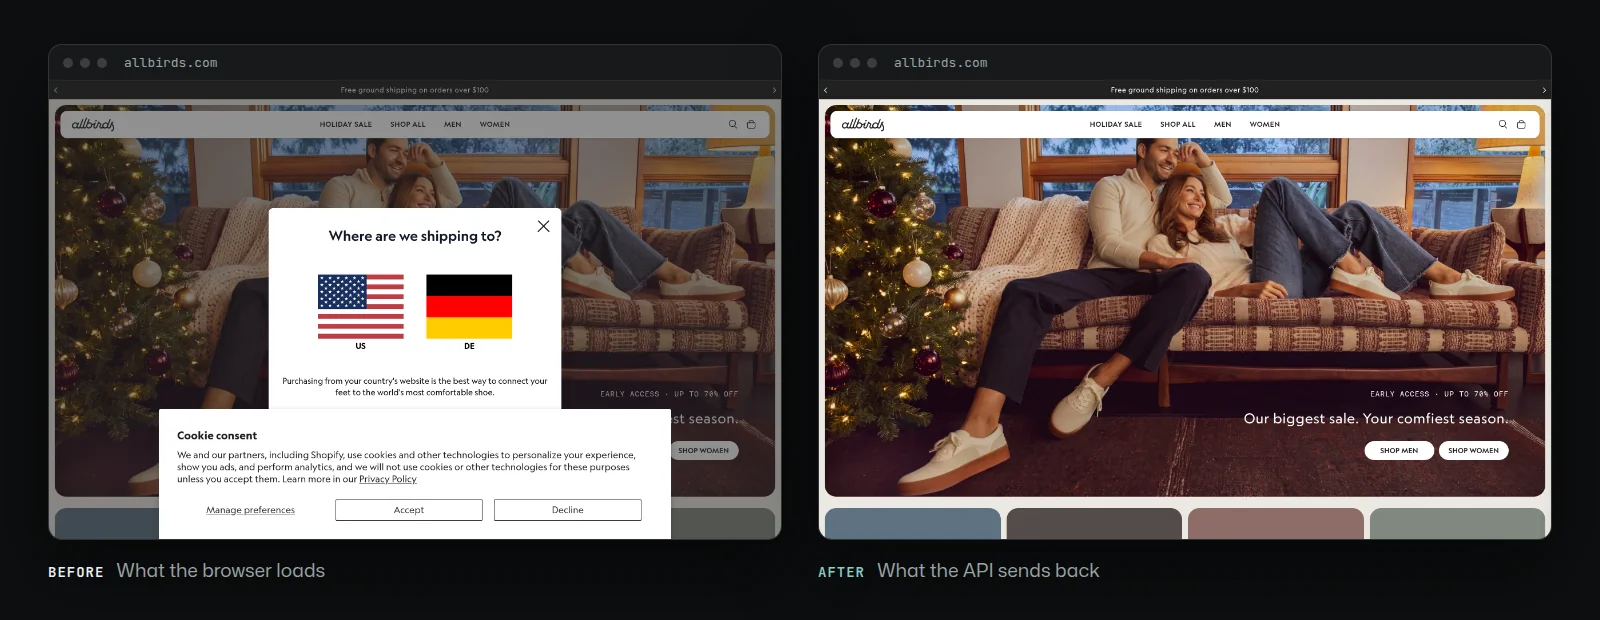 allbirds.com
Free ground shipping on orders over $100
allbirds
HOLIDAY SALE SHOP ALL MEN WOMEN
Where are we shipping to?
US DE
Purchasing from your country's website is the best way to connect your
feet to the world's most comfortable shoe.
EARLY ACCESS · UP TO 70% OFF
st season.
SHOP WOMEN
Cookie consent
We and our partners, including Shopify, use cookies and other technologies to personalize your experience,
show you ads, and perform analytics, and we will not use cookies or other technologies for these purposes
unless you accept them. Learn more in our Privacy Policy
Manage preferences Accept Decline
BEFORE What the browser loads
allbirds.com
Free ground shipping on orders over $100
allbirds
HOLIDAY SALE SHOP ALL MEN WOMEN
EARLY ACCESS · UP TO 70% OFF
Our biggest sale. Your comfiest season.
SHOP MEN SHOP WOMEN
AFTER What the API sends back